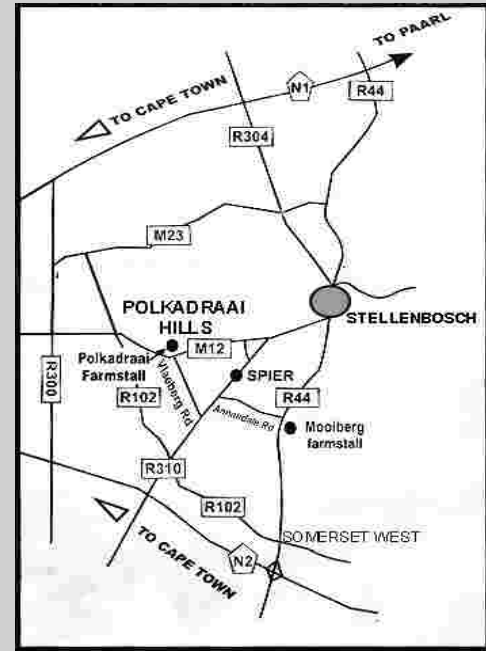 TO PAARL
N1
R44
TO CAPE TOWN
R304
M23
POLKADRAAI
HILLS
STELLENBOSCH
M12
Polkadraai
Farmstall
Vlaeberg Rd
SPIER
R300
R102
R44
Annandale Rd
Mooiberg
farmstall
R310
R102
SOMERSET WEST
TO CAPE TOWN
N2